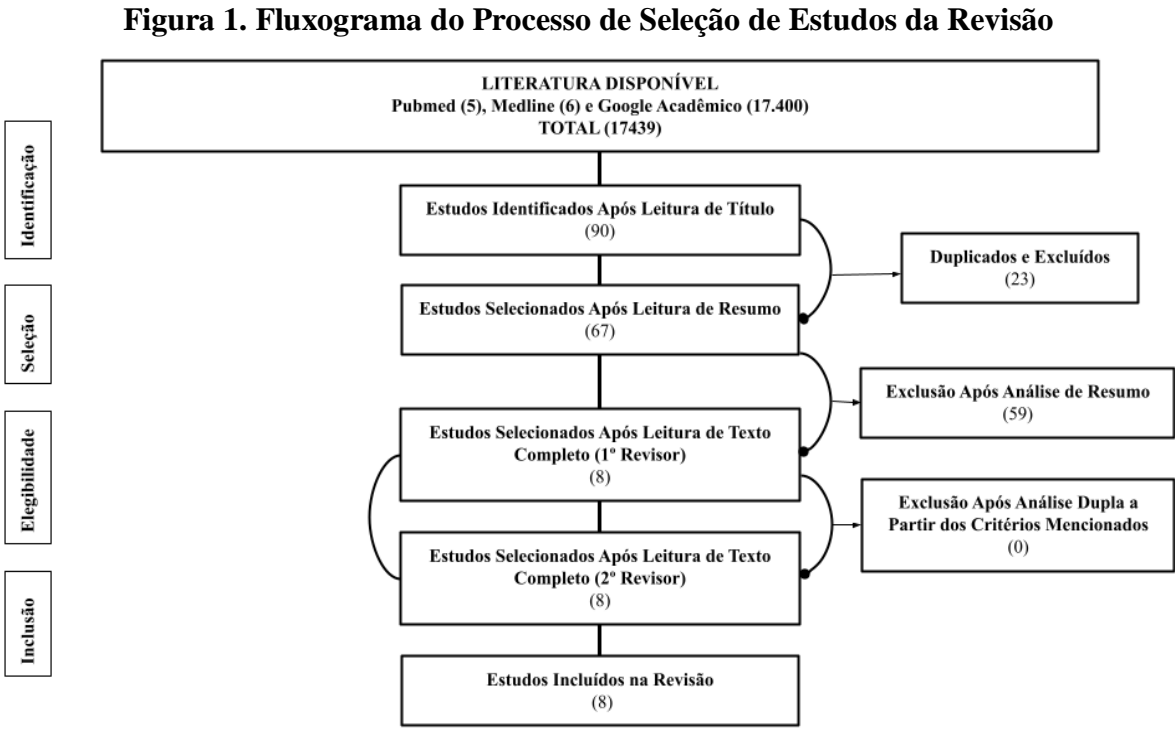 Figura 1. Fluxograma do Processo de Seleção de Estudos da Revisão
LITERATURA DISPONÍVEL
Pubmed (5), Medline (6) e Google Acadêmico (17.400)
TOTAL (17439)
Identificação
Estudos Identificados Após Leitura de Título
(90)
Duplicados e Excluídos
(23)
Seleção
Estudos Selecionados Após Leitura de Resumo
(67)
Exclusão Após Análise de Resumo
(59)
Elegibilidade
Estudos Selecionados Após Leitura de Texto
Completo (1º Revisor)
(8)
Exclusão Após Análise Dupla a
Partir dos Critérios Mencionados
(0)
Estudos Selecionados Após Leitura de Texto
Completo (2º Revisor)
(8)
Inclusão
Estudos Incluídos na Revisão
(8)